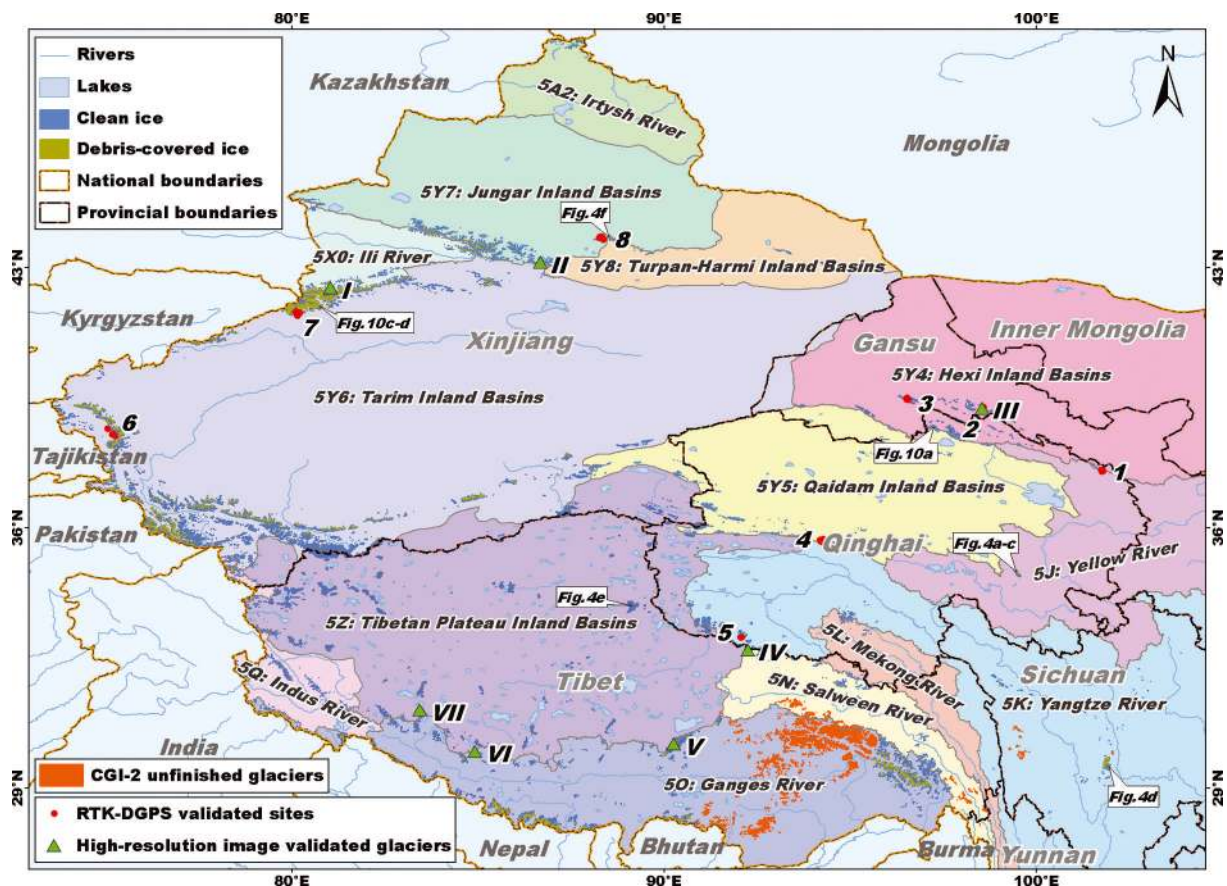 80°E
90°E
100°E
Rivers
Lakes
Clean ice
Debris-covered ice
National boundaries
Provincial boundaries
N
Kazakhstan
5A2: Irtysh River
Mongolia
5Y7: Jungar Inland Basins
Fig.4f
8
43°N
5X0: Ili River
II
5Y8: Turpan-Harmi Inland Basins
43°N
I
Kyrgyzstan
7
Fig.10c-d
Xinjiang
Gansu
Inner Mongolia
5Y6: Tarim Inland Basins
5Y4: Hexi Inland Basins
3
III
2
6
Tajikistan
Fig.10a
1
5Y5: Qaidam Inland Basins
36°N
Pakistan
4
Qinghai
Fig.4a-c
5J: Yellow River
36°N
Fig.4e
5Z: Tibetan Plateau Inland Basins
5
IV
5L: Mekong River
Sichuan
5Q: Indus River
Tibet
5N: Salween River
5K: Yangtze River
VII
India
VI
V
CGI-2 unfinished glaciers
5O: Ganges River
29°N
29°N
Fig.4d
RTK-DGPS validated sites
High-resolution image validated glaciers
Nepal
Bhutan
Burma
Yunnan
80°E
90°E
100°E